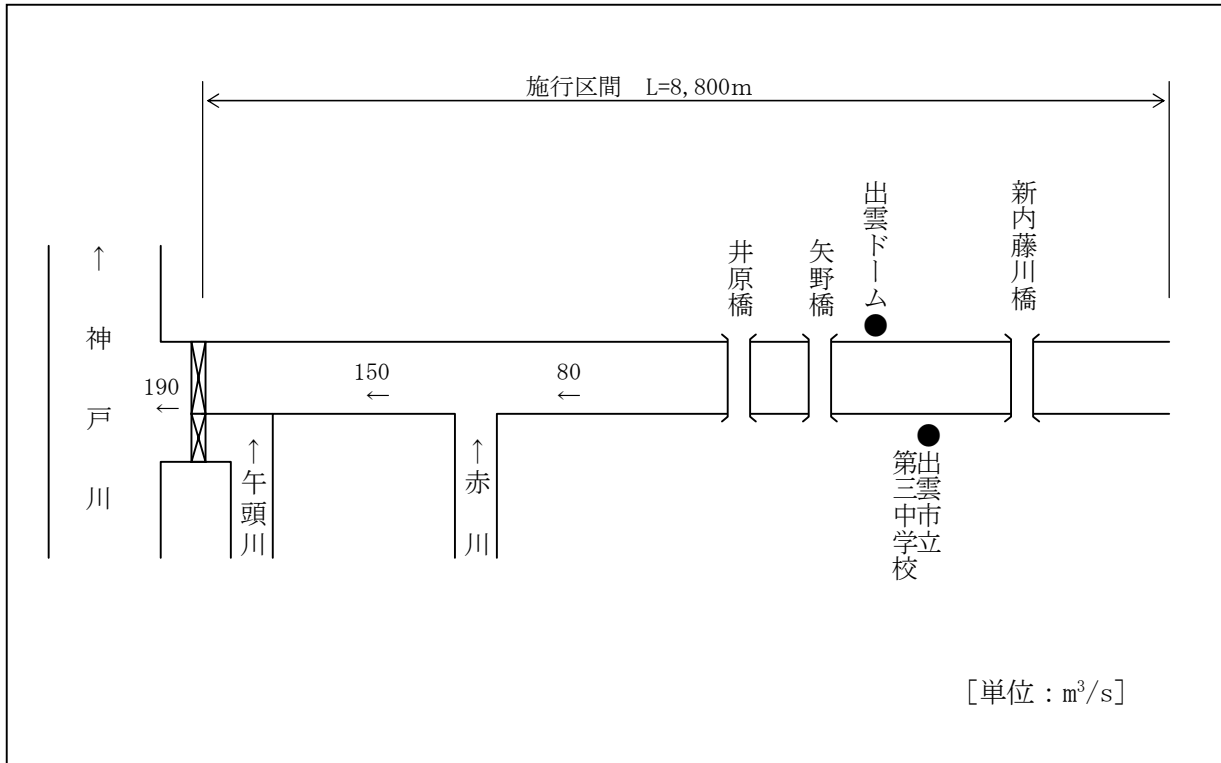 施行区間 L=8,800m
新内藤川橋
出雲ドーム
矢野橋
井原橋
↑神戸川
190
←
150
←
80
←
↑午頭川
↑赤川
出雲市立
第三中学校
[単位:m³/s]